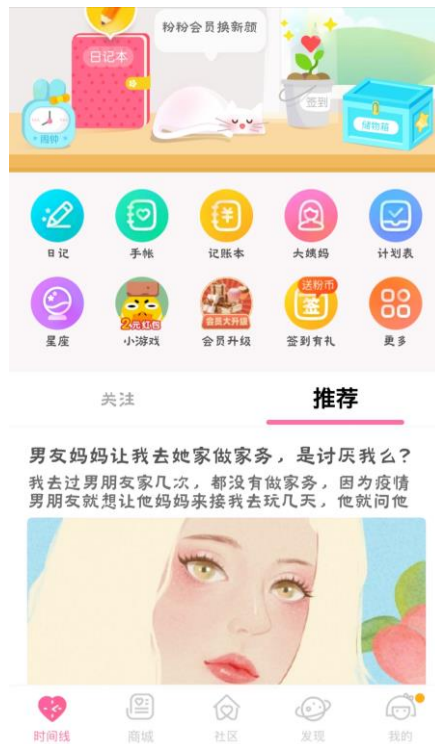 粉粉会员换新颜
日记本
签到
闹钟
储物箱
日记
手帐
记账本
大姨妈
计划表
2元红包
会员大升级
送粉币
签
星座
小游戏
会员升级
签到有礼
更多
关注
推荐
男友妈妈让我去她家做家务，是讨厌我么？
我去过男朋友家几次，都没有做家务，因为疫情
男朋友就想让他妈妈来接我去玩几天，他就问他
时间线
商城
社区
发现
我的